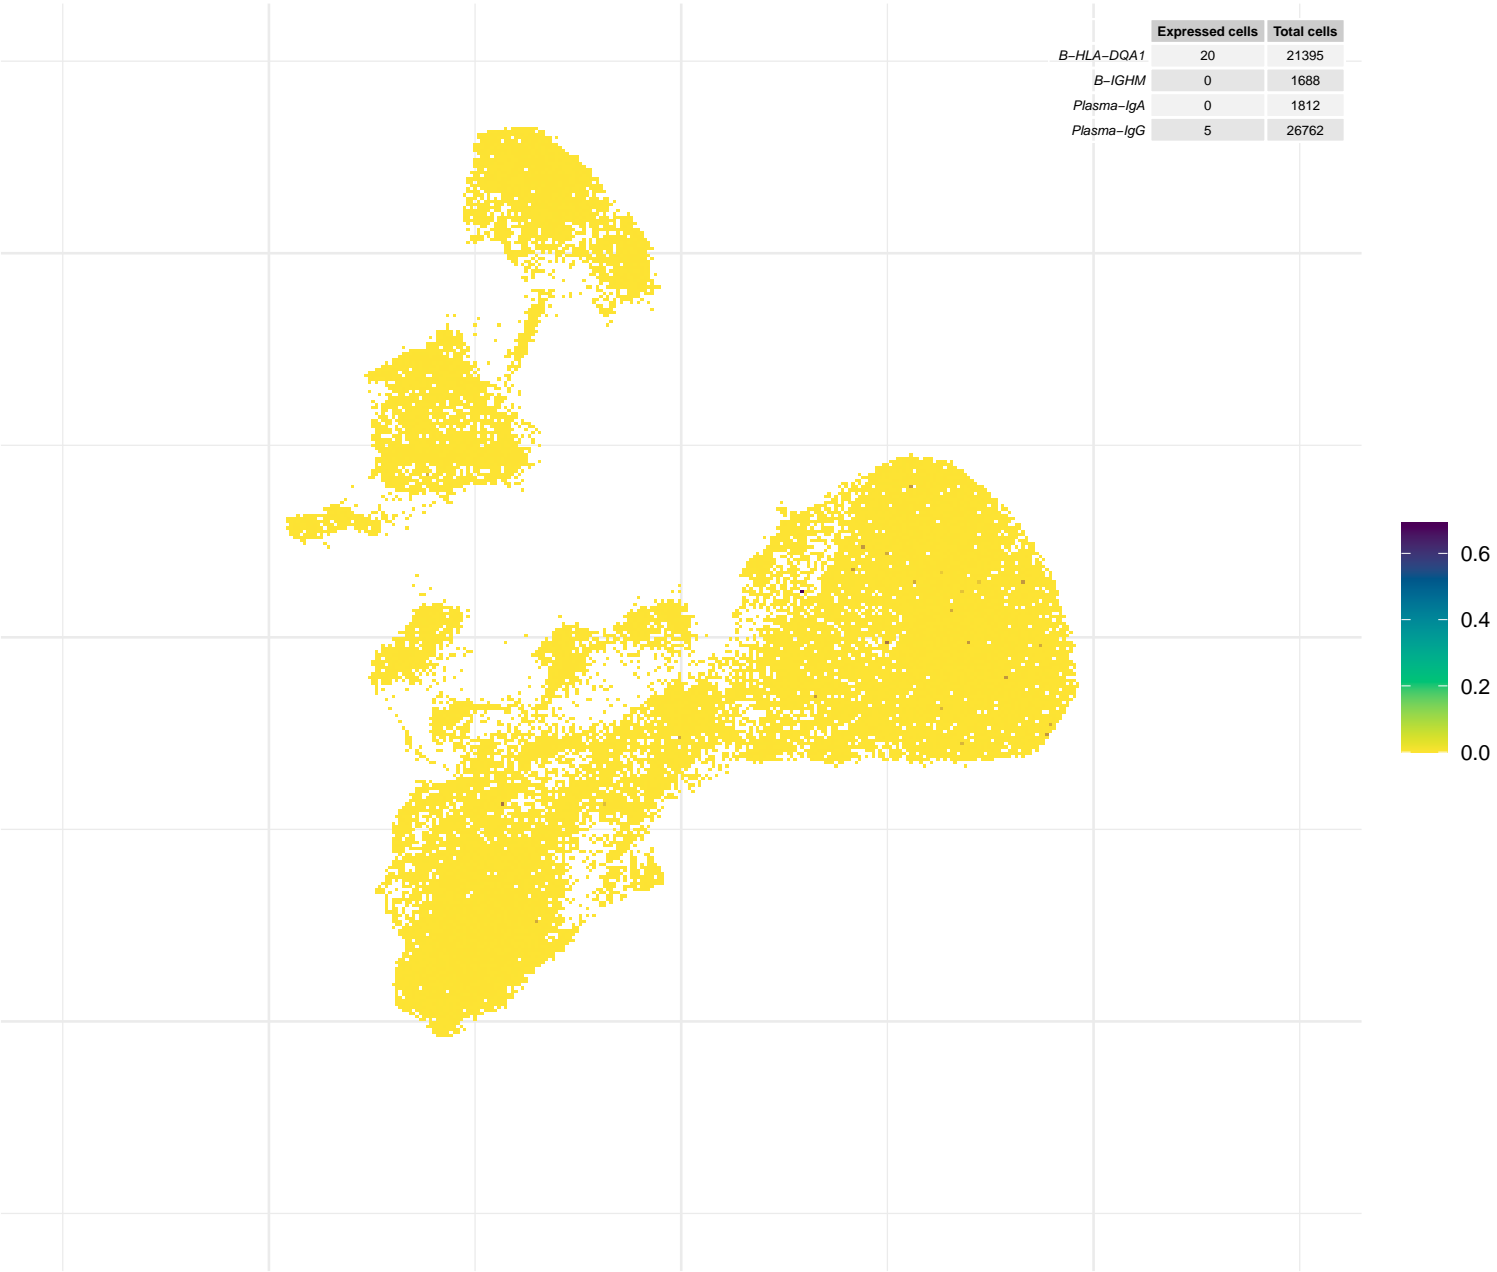 Expressed cells Total cells
B−HLA−DQA1 20 21395
B−IGHM 0 1688
Plasma−IgA 0 1812
Plasma−IgG 5 26762
0.6
0.4
0.2
0.0